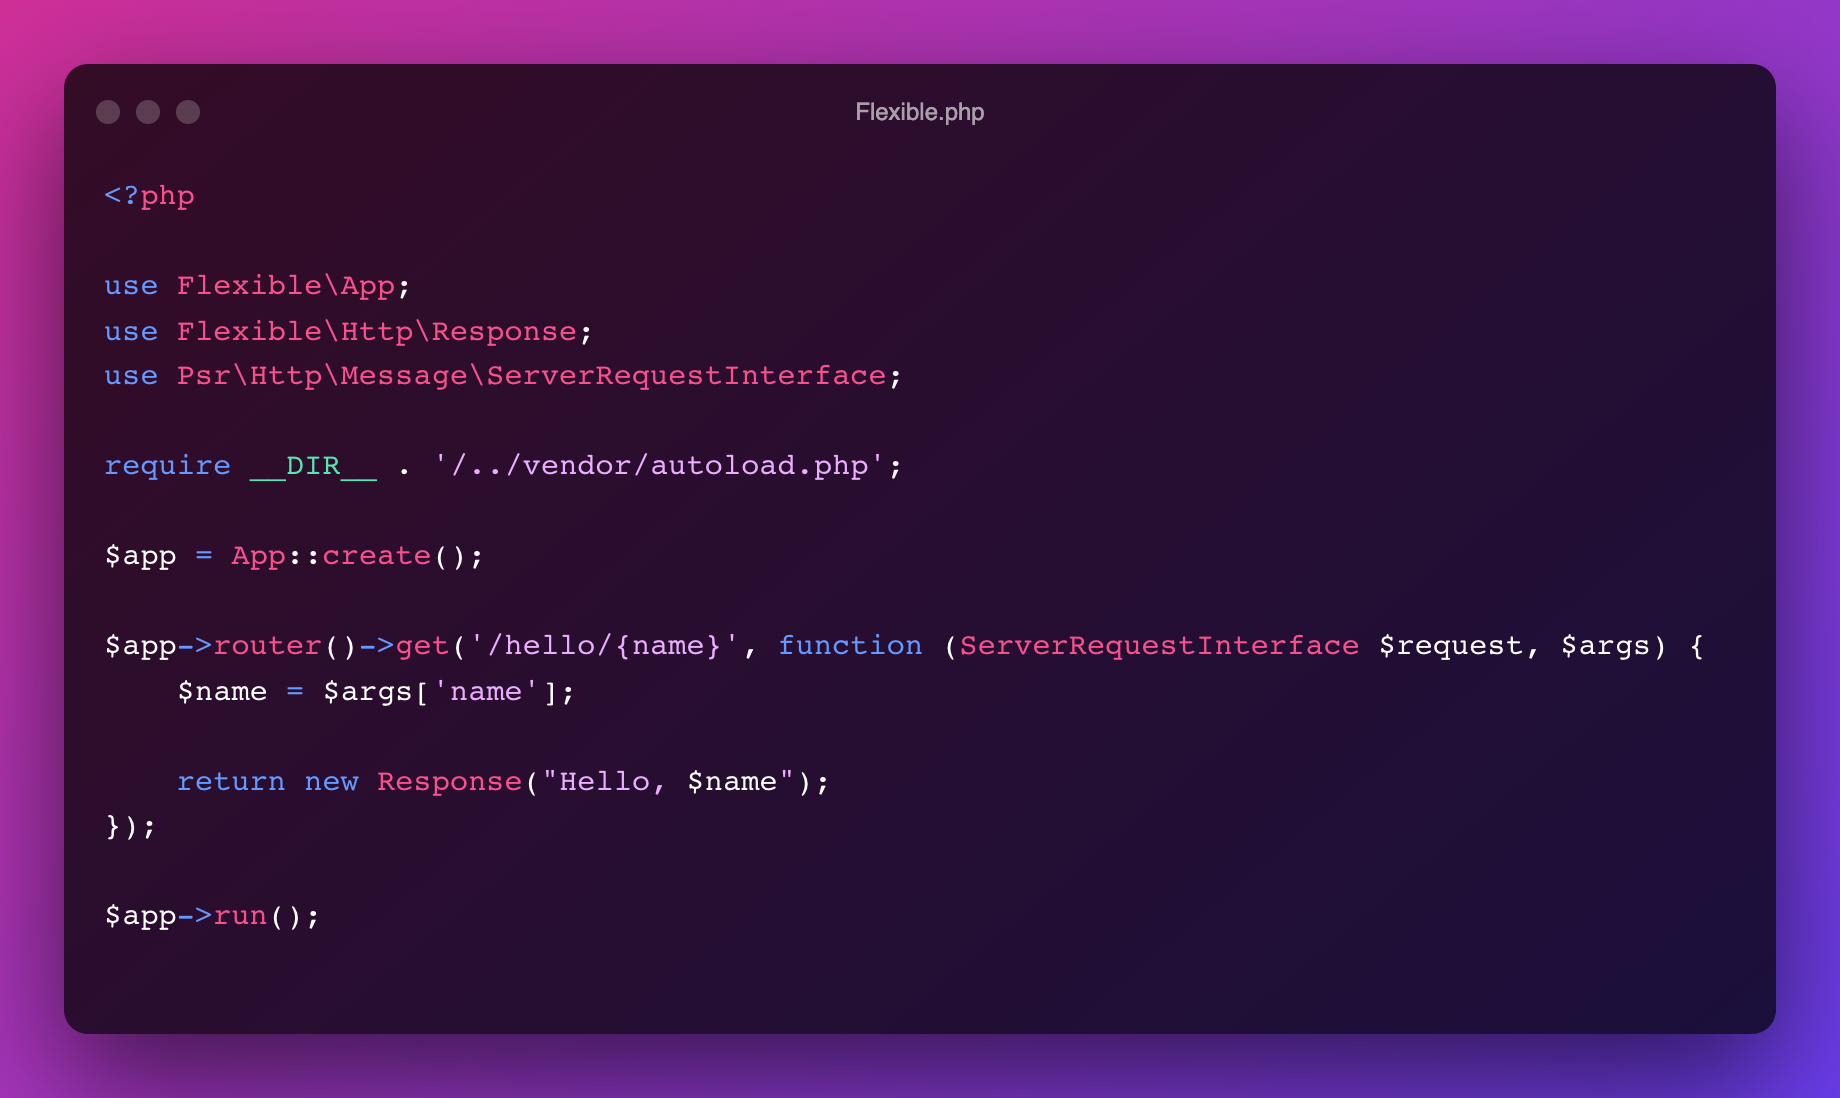 Flexible.php
<?php
use Flexible\App;
use Flexible\Http\Response;
use Psr\Http\Message\ServerRequestInterface;
require __DIR__ . '/../vendor/autoload.php';
$app = App::create();
$app->router()->get('/hello/{name}', function (ServerRequestInterface $request, $args) {
    $name = $args['name'];
    return new Response("Hello, $name");
});
$app->run();